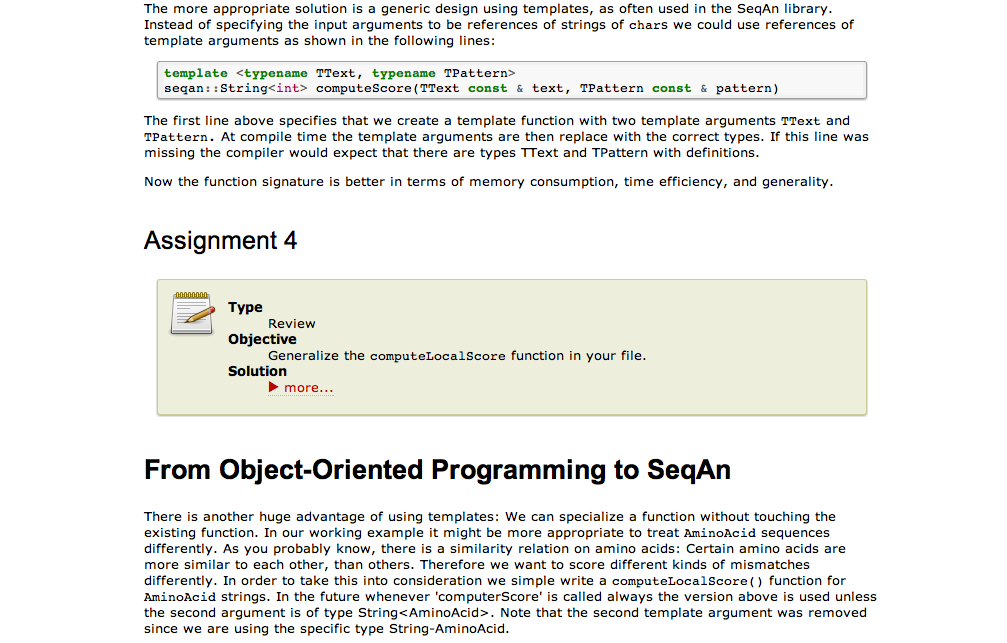 The more appropriate solution is a generic design using templates, as often used in the SeqAn library.
Instead of specifying the input arguments to be references of strings of chars we could use references of
template arguments as shown in the following lines:
template <typename TText, typename TPattern>
seqan::String<int> computeScore(TText const & text, TPattern const & pattern)
The first line above specifies that we create a template function with two template arguments TText and
TPattern. At compile time the template arguments are then replace with the correct types. If this line was
missing the compiler would expect that there are types TText and TPattern with definitions.
Now the function signature is better in terms of memory consumption, time efficiency, and generality.
Assignment 4
Type
Review
Objective
Generalize the computeLocalScore function in your file.
Solution
more...
From Object-Oriented Programming to SeqAn
There is another huge advantage of using templates: We can specialize a function without touching the
existing function. In our working example it might be more appropriate to treat AminoAcid sequences
differently. As you probably know, there is a similarity relation on amino acids: Certain amino acids are
more similar to each other, than others. Therefore we want to score different kinds of mismatches
differently. In order to take this into consideration we simple write a computeLocalScore() function for
AminoAcid strings. In the future whenever 'computerScore' is called always the version above is used unless
the second argument is of type String<AminoAcid>. Note that the second template argument was removed
since we are using the specific type String-AminoAcid.